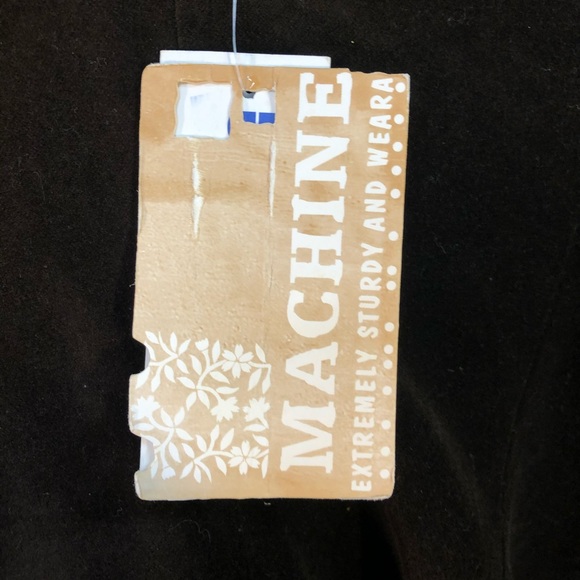 MACHINE
EXTREMELY STURDY AND WEARA